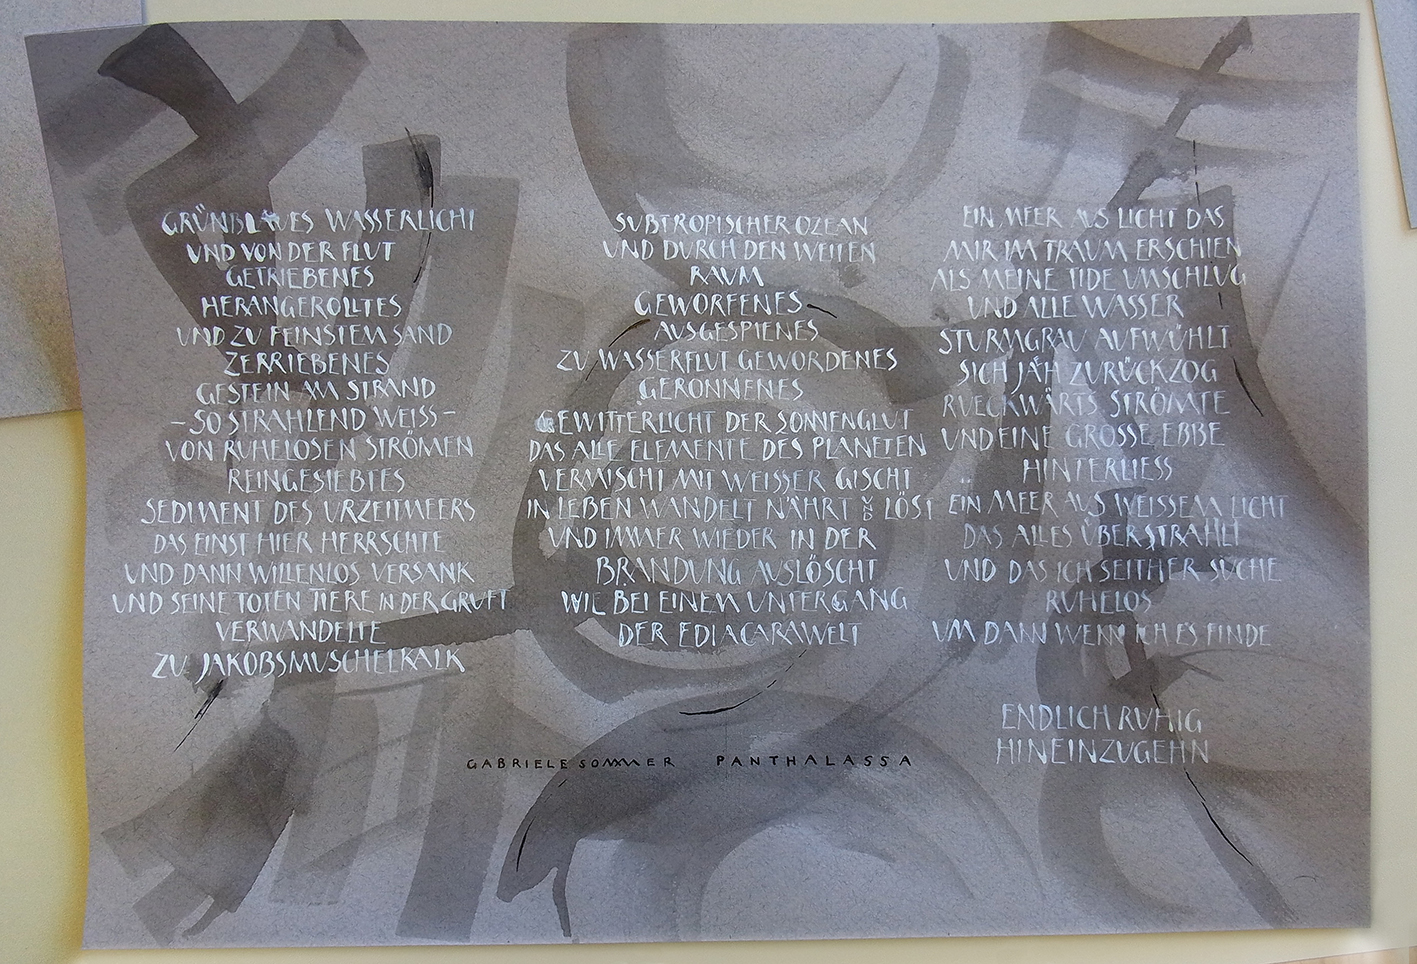 GRÜNBLAUES WASSERLICHT
UND VON DER FLUT
GETRIEBENES
HERANGEROLLTES
UND ZU FEINSTEM SAND
ZERRIEBENES
GESTEIN AM STRAND
– SO STRAHLEND WEISS –
VON RUHELOSEN STRÖMEN
REINGESIEBTES
SEDIMENT DES URZEITMEERS
DAS EINST HIER HERRSCHTE
UND DANN WILLENLOS VERSANK
UND SEINE TOTEN TIERE IN DER GRUFT
VERWANDELTE
ZU JAKOBSMUSCHELKALK
SUBTROPISCHER OZEAN
UND DURCH DEN WEITEN
RAUM
GEWORFENES
AUSGESPIENES
ZU WASSERFLUT GEWORDENES
GERONNENES
GEWITTERLICHT DER SONNENGLUT
DAS ALLE ELEMENTE DES PLANETEN
VERMISCHT MIT WEISSER GISCHT
IN LEBEN WANDELT NÄHRT UND LÖST
UND IMMER WIEDER IN DER
BRANDUNG AUSLÖSCHT
WIE BEI EINEM UNTERGANG
DER EDIACARAWELT
EIN MEER AUS LICHT DAS
MIR IM TRAUM ERSCHIEN
ALS MEINE TIDE UMSCHLUG
UND ALLE WASSER
STURMGRAU AUFWÜHLT
SICH JÄH ZURÜCKZOG
RUECKWÄRTS STRÖMTE
UND EINE GROSSE EBBE
HINTERLIESS
EIN MEER AUS WEISSEM LICHT
DAS ALLES ÜBERSTRAHLT
UND DAS ICH SEITHER SUCHE
RUHELOS
UM DANN WENN ICH ES FINDE
ENDLICH RUHIG
HINEINZUGEHN
GABRIELE SOMMER PANTHALASSA